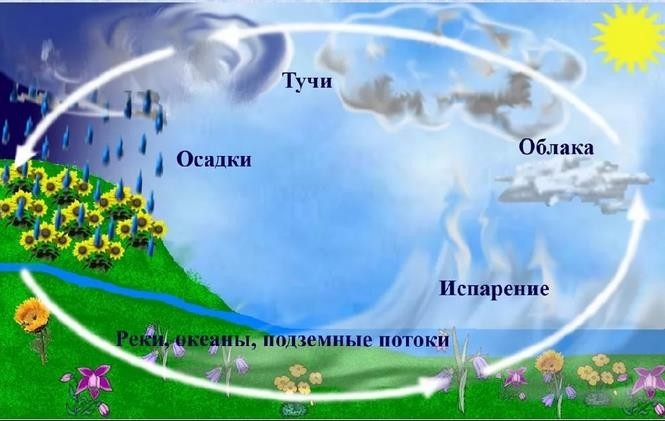 Тучи
Облака
Осадки
Испарение
Реки, океаны, подземные потоки